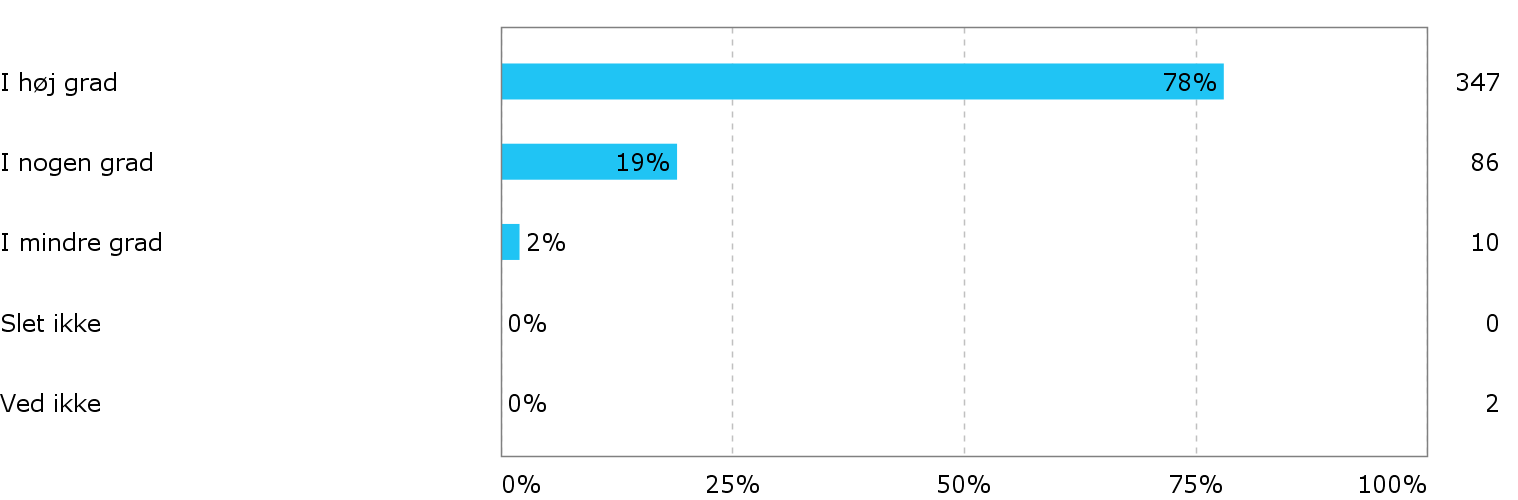 I høj grad 78% 347
I nogen grad 19% 86
I mindre grad 2% 10
Slet ikke 0% 0
Ved ikke 0% 2
0% 25% 50% 75% 100%